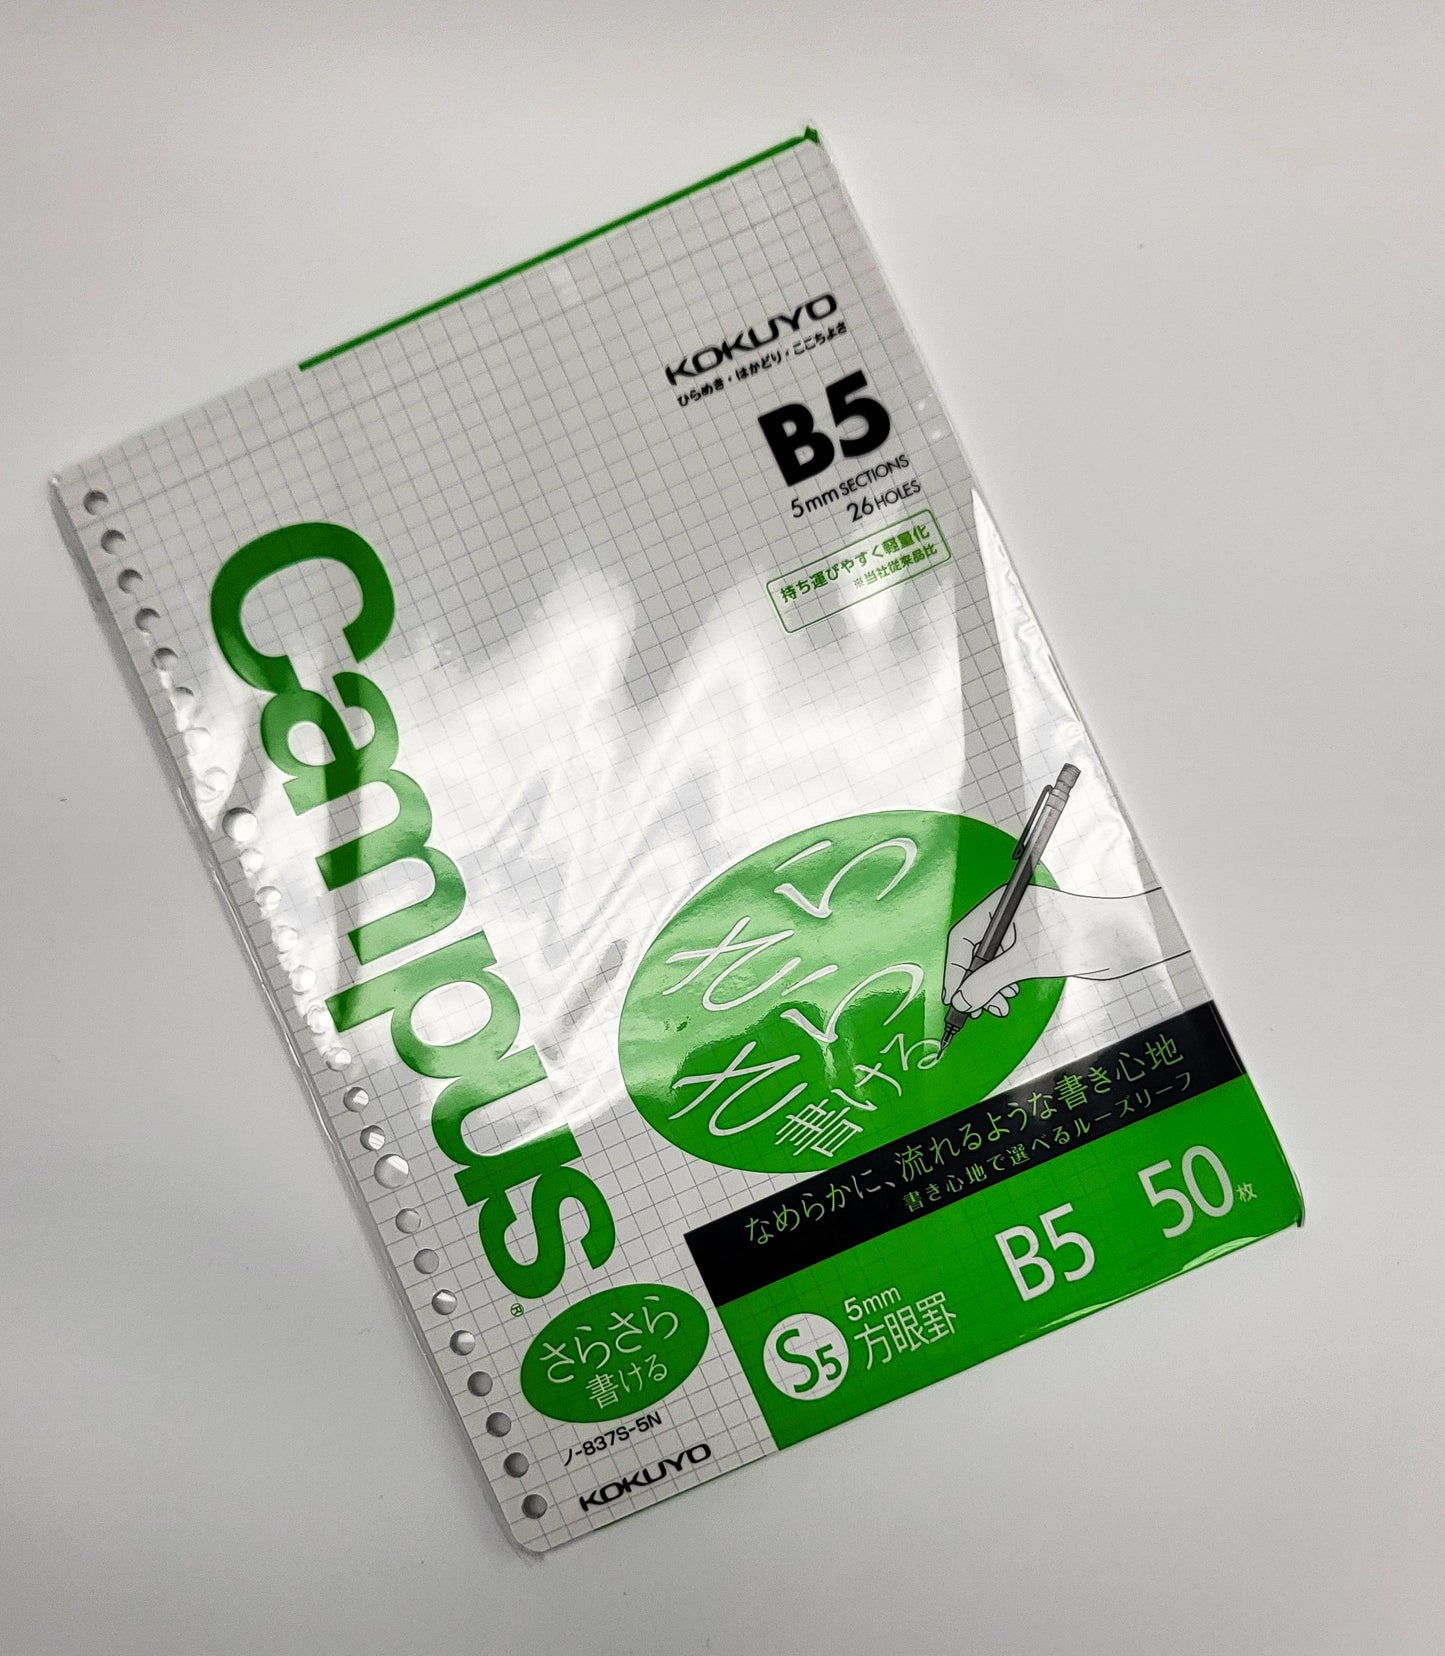 KOKUYO
ひらめき・はかどり・ここちよさ
B5
5mm SECTIONS
26 HOLES
持ち運びやすく軽量化
※当社従来品比
Campus®
さらさら
さらさら
書ける
なめらかに、流れるような書き心地
書き心地で選べるルーズリーフ
S5
5mm
方眼罫
B5
50枚
さらさら
書ける
ノ-837S-5N
KOKUYO